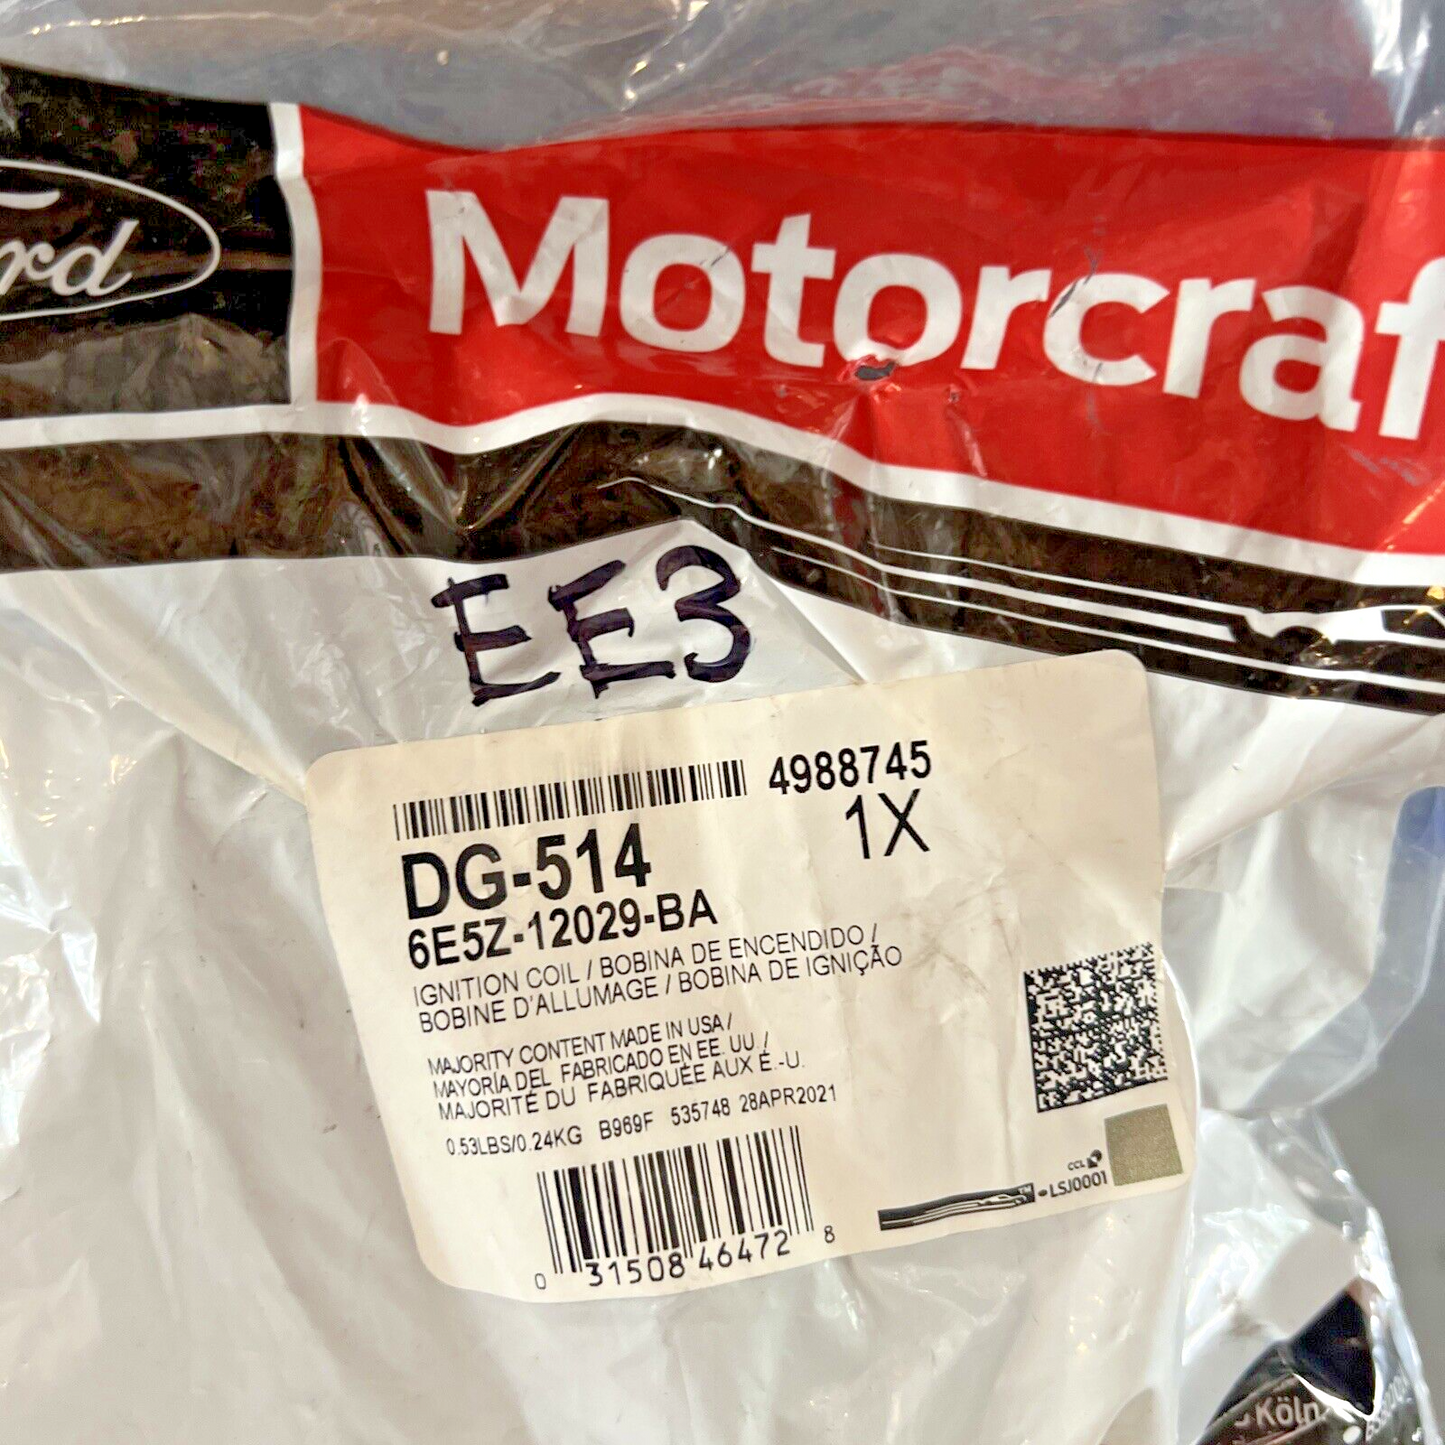 ord
Motorcraf
EE3
4988745
1X
DG-514
6E5Z-12029-BA
IGNITION COIL / BOBINA DE ENCENDIDO /
BOBINE D'ALLUMAGE / BOBINA DE IGNIÇÃO
MAJORITY CONTENT MADE IN USA /
MAYORÍA DEL FABRICADO EN EE. UU. /
MAJORITÉ DU FABRIQUÉE AUX É.-U.
0.53LBS/0.24KG B969F 535748 28APR2021
0 31508 46472 8
CCL
LSJ0001
TM
Köln